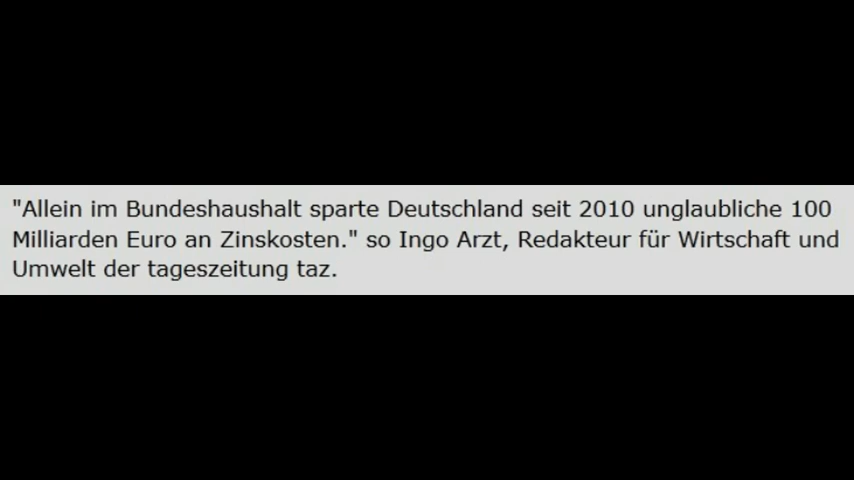 "Allein im Bundeshaushalt sparte Deutschland seit 2010 unglaubliche 100
Milliarden Euro an Zinskosten." so Ingo Arzt, Redakteur für Wirtschaft und
Umwelt der tageszeitung taz.